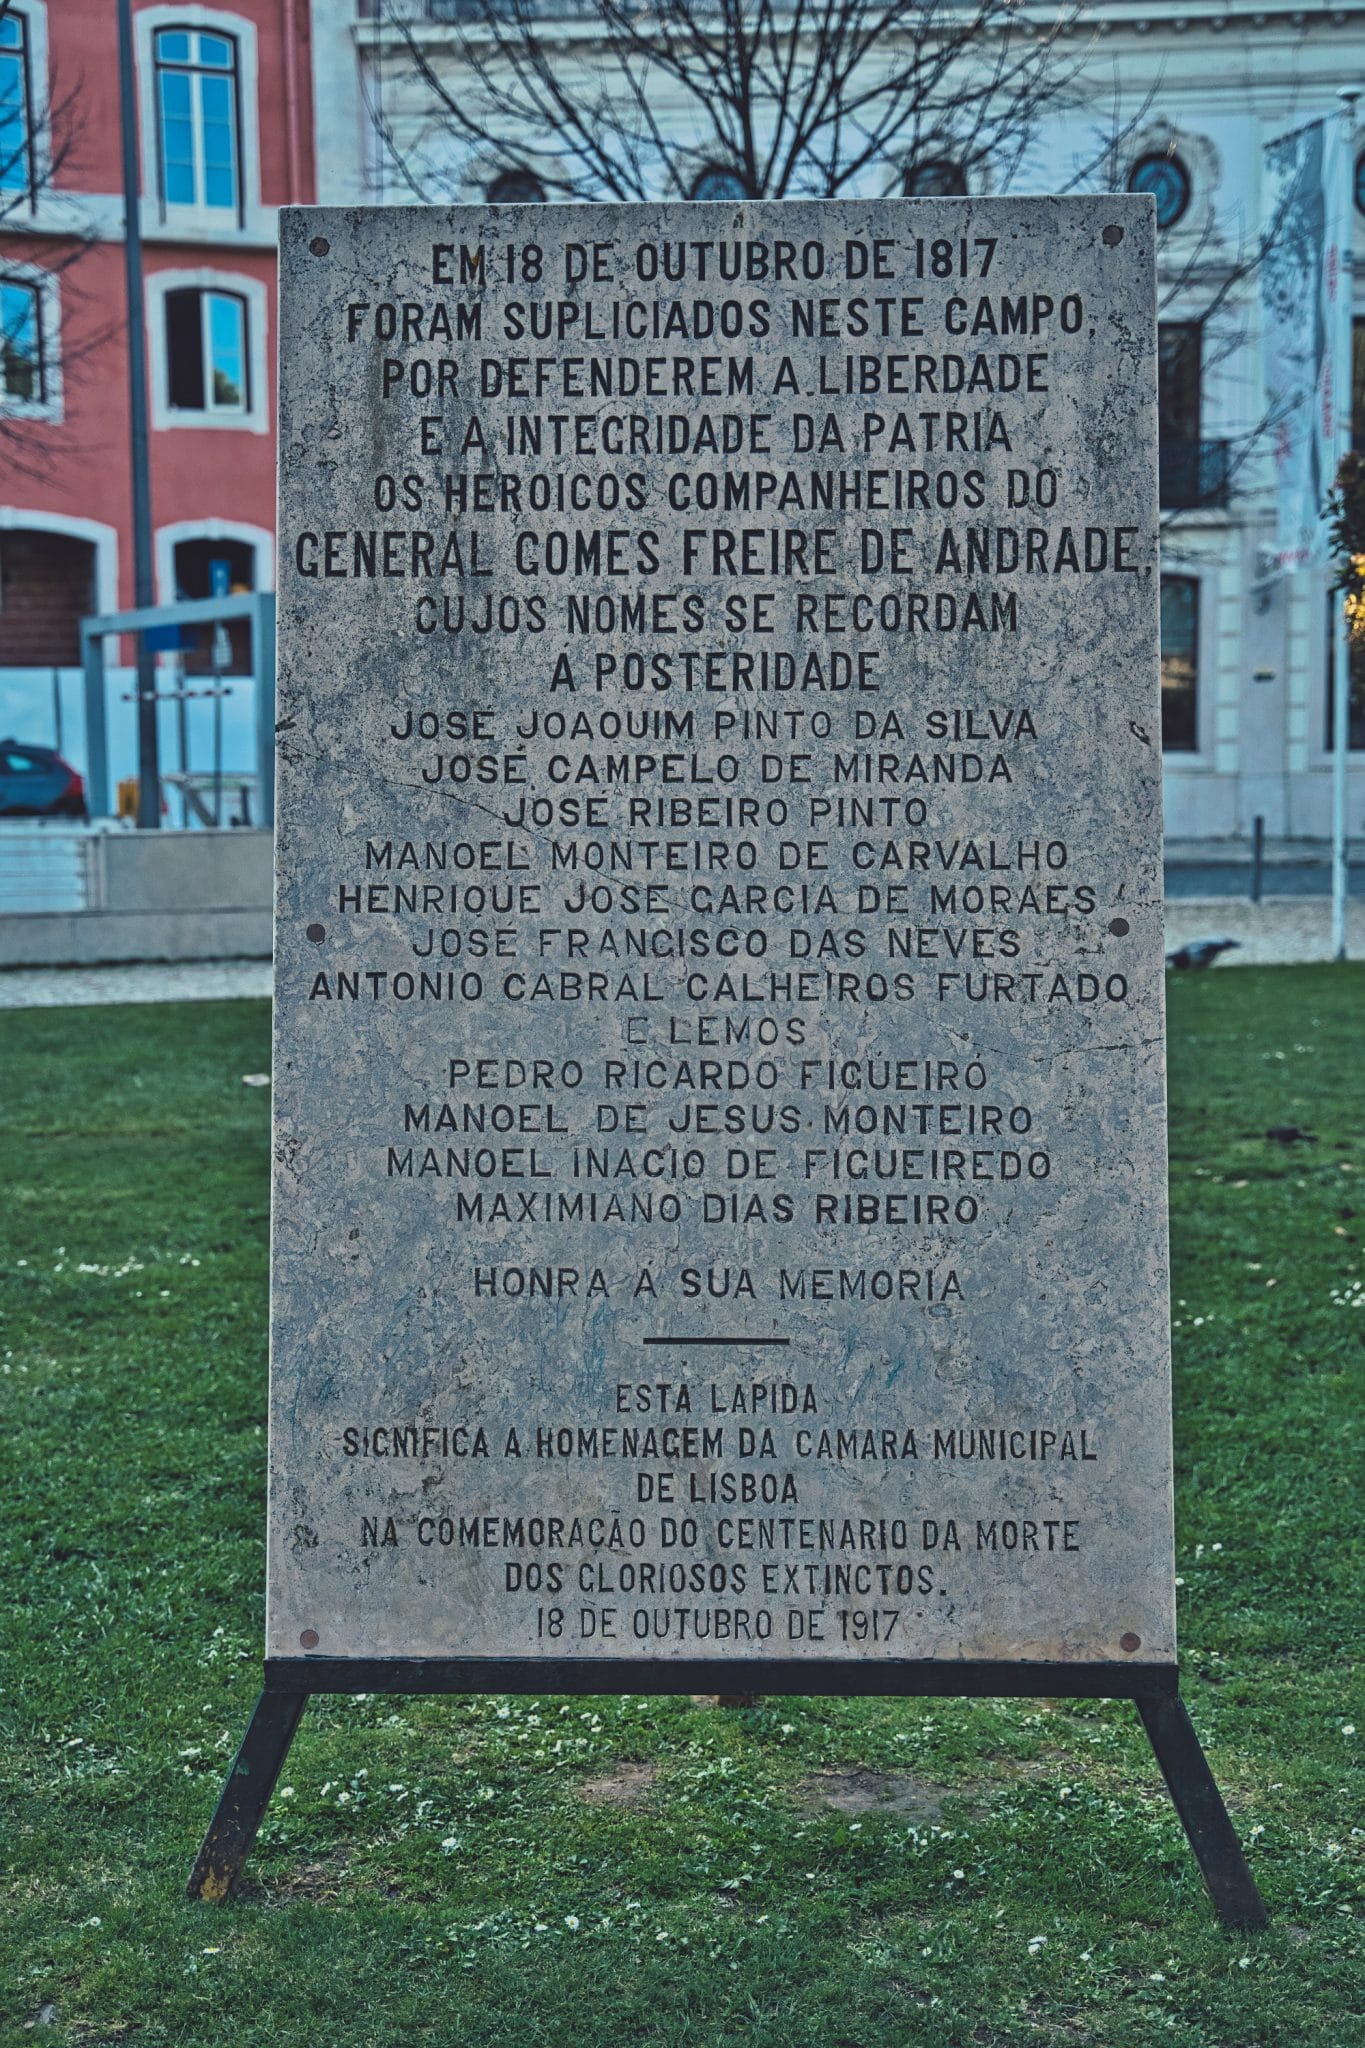 EM 18 DE OUTUBRO DE 1817
FORAM SUPLICIADOS NESTE CAMPO,
POR DEFENDEREM A LIBERDADE
E A INTEGRIDADE DA PATRIA
OS HEROICOS COMPANHEIROS DO
GENERAL GOMES FREIRE DE ANDRADE,
CUJOS NOMES SE RECORDAM
Á POSTERIDADE
JOSÉ JOAQUIM PINTO DA SILVA
JOSÉ CAMPELO DE MIRANDA
JOSÉ RIBEIRO PINTO
MANOEL MONTEIRO DE CARVALHO
HENRIQUE JOSÉ GARCIA DE MORAES
JOSÉ FRANCISCO DAS NEVES
ANTONIO CABRAL CALHEIROS FURTADO
E LEMOS
PEDRO RICARDO FIGUEIRÓ
MANOEL DE JESUS MONTEIRO
MANOEL INACIO DE FIGUEIREDO
MAXIMIANO DIAS RIBEIRO
HONRA Á SUA MEMORIA
ESTA LAPIDA
SIGNIFICA A HOMENAGEM DA CAMARA MUNICIPAL
DE LISBOA
NA COMEMORAÇÃO DO CENTENARIO DA MORTE
DOS GLORIOSOS EXTINCTOS.
18 DE OUTUBRO DE 1917